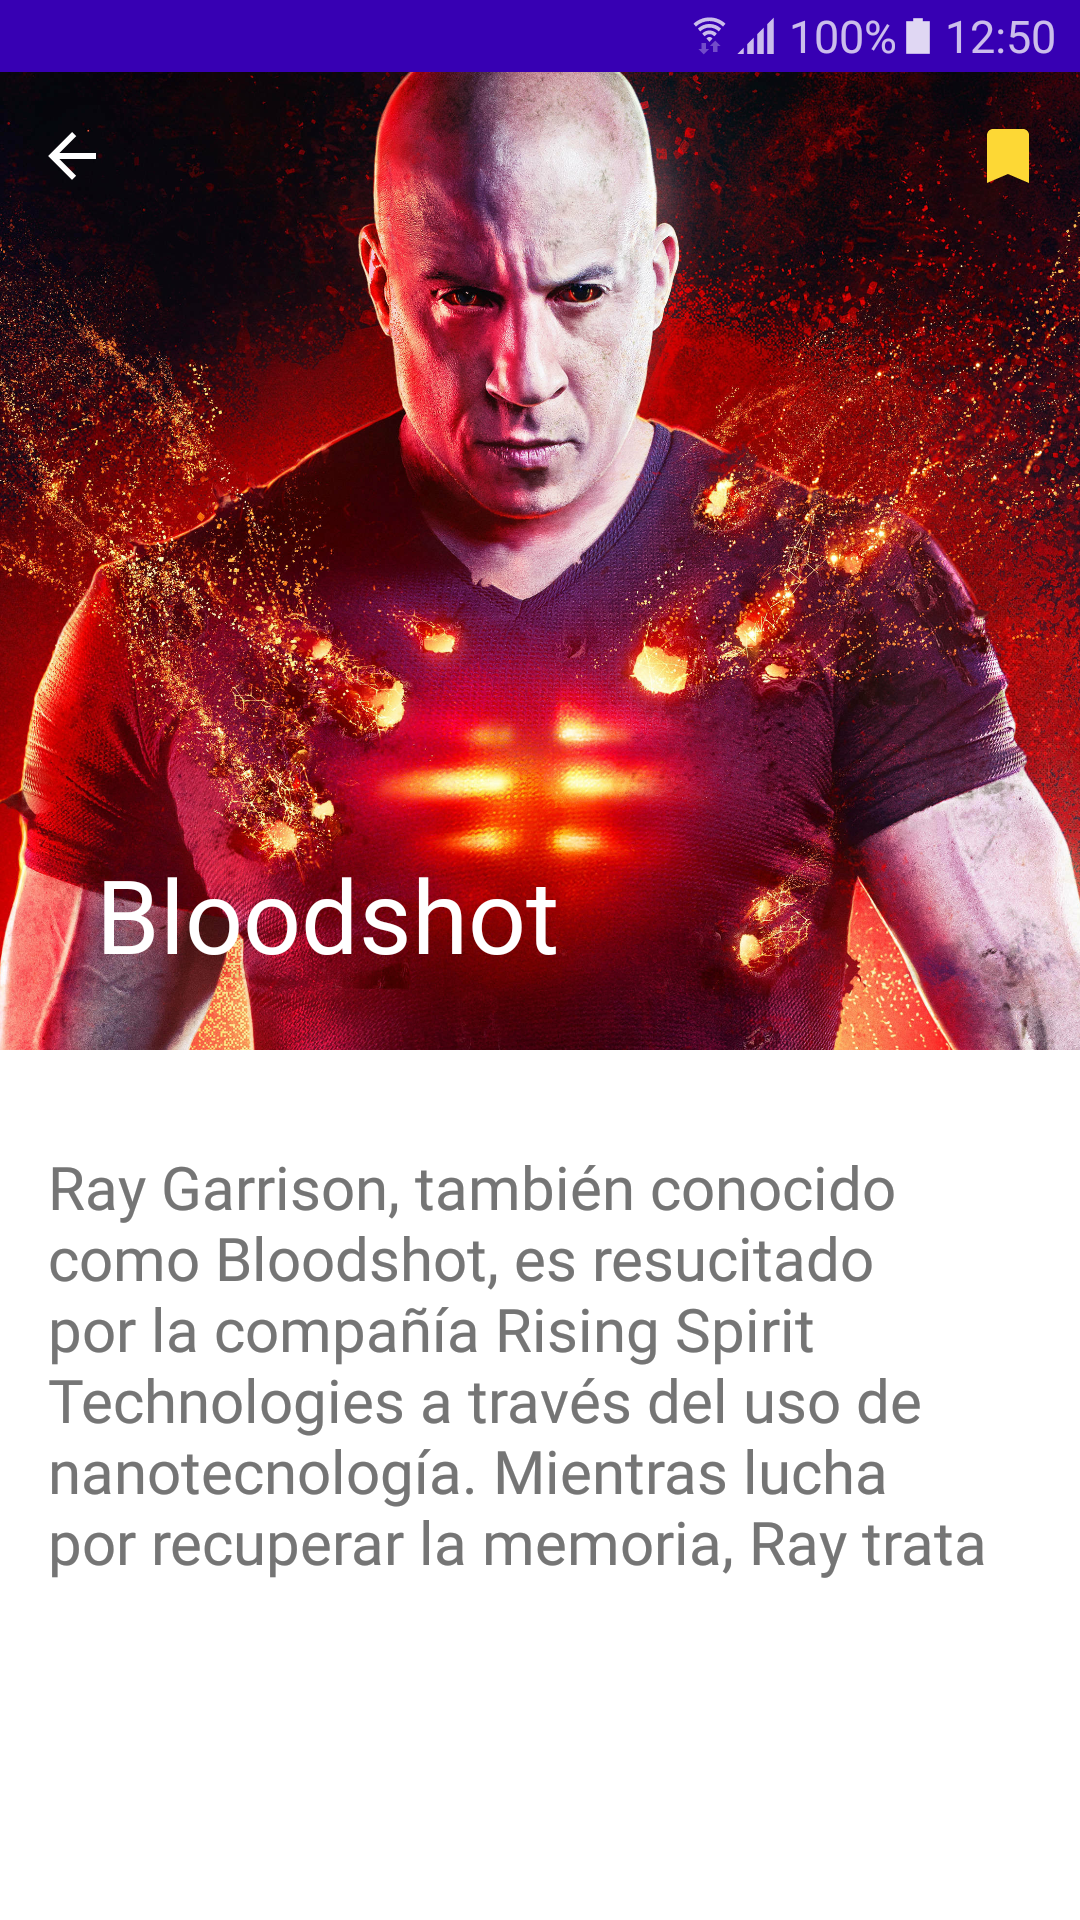 100% 12:50
Bloodshot
Ray Garrison, también conocido
como Bloodshot, es resucitado
por la compañía Rising Spirit
Technologies a través del uso de
nanotecnología. Mientras lucha
por recuperar la memoria, Ray trata